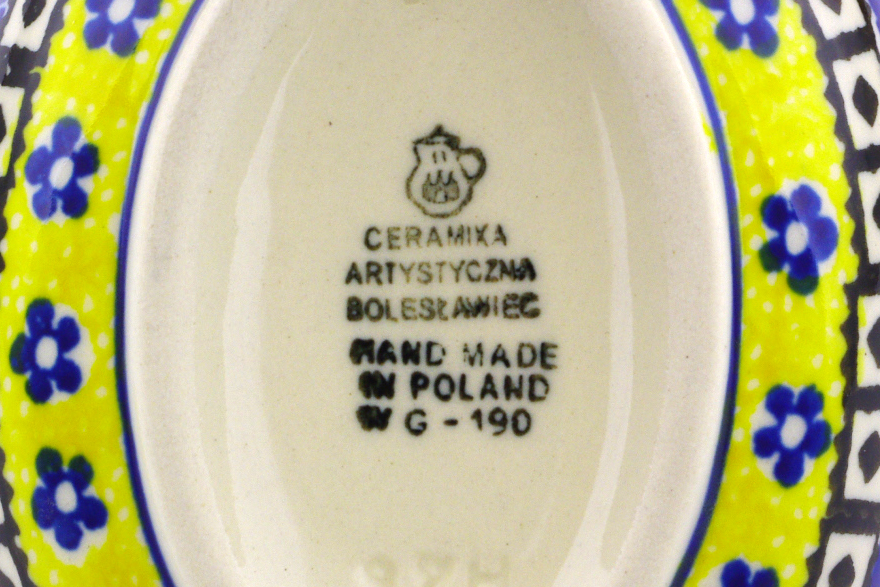 CERAMIKA
ARTYSTYCZNA
BOLESŁAWIEC
HAND MADE
IN POLAND
W G - 190